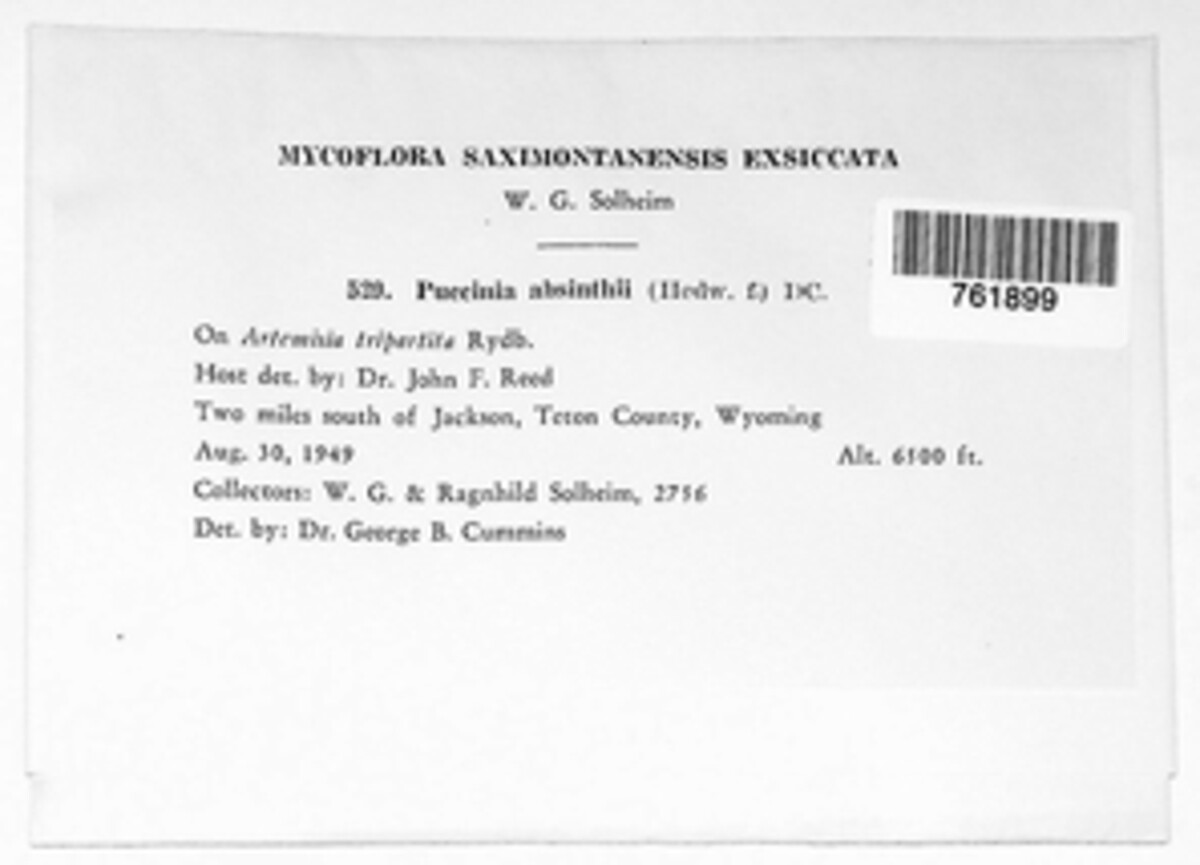 MYCOFLORA SAXIMONTANENSIS EXSICCATA
W. G. Solheim
529. Puccinia absinthii (Hedw. f.) DC.
761899
On Artemisia tripartita Rydb.
Host det. by: Dr. John F. Reed
Two miles south of Jackson, Teton County, Wyoming
Aug. 30, 1949 Alt. 6100 ft.
Collectors: W. G. & Ragnhild Solheim, 2756
Det. by: Dr. George B. Cummins